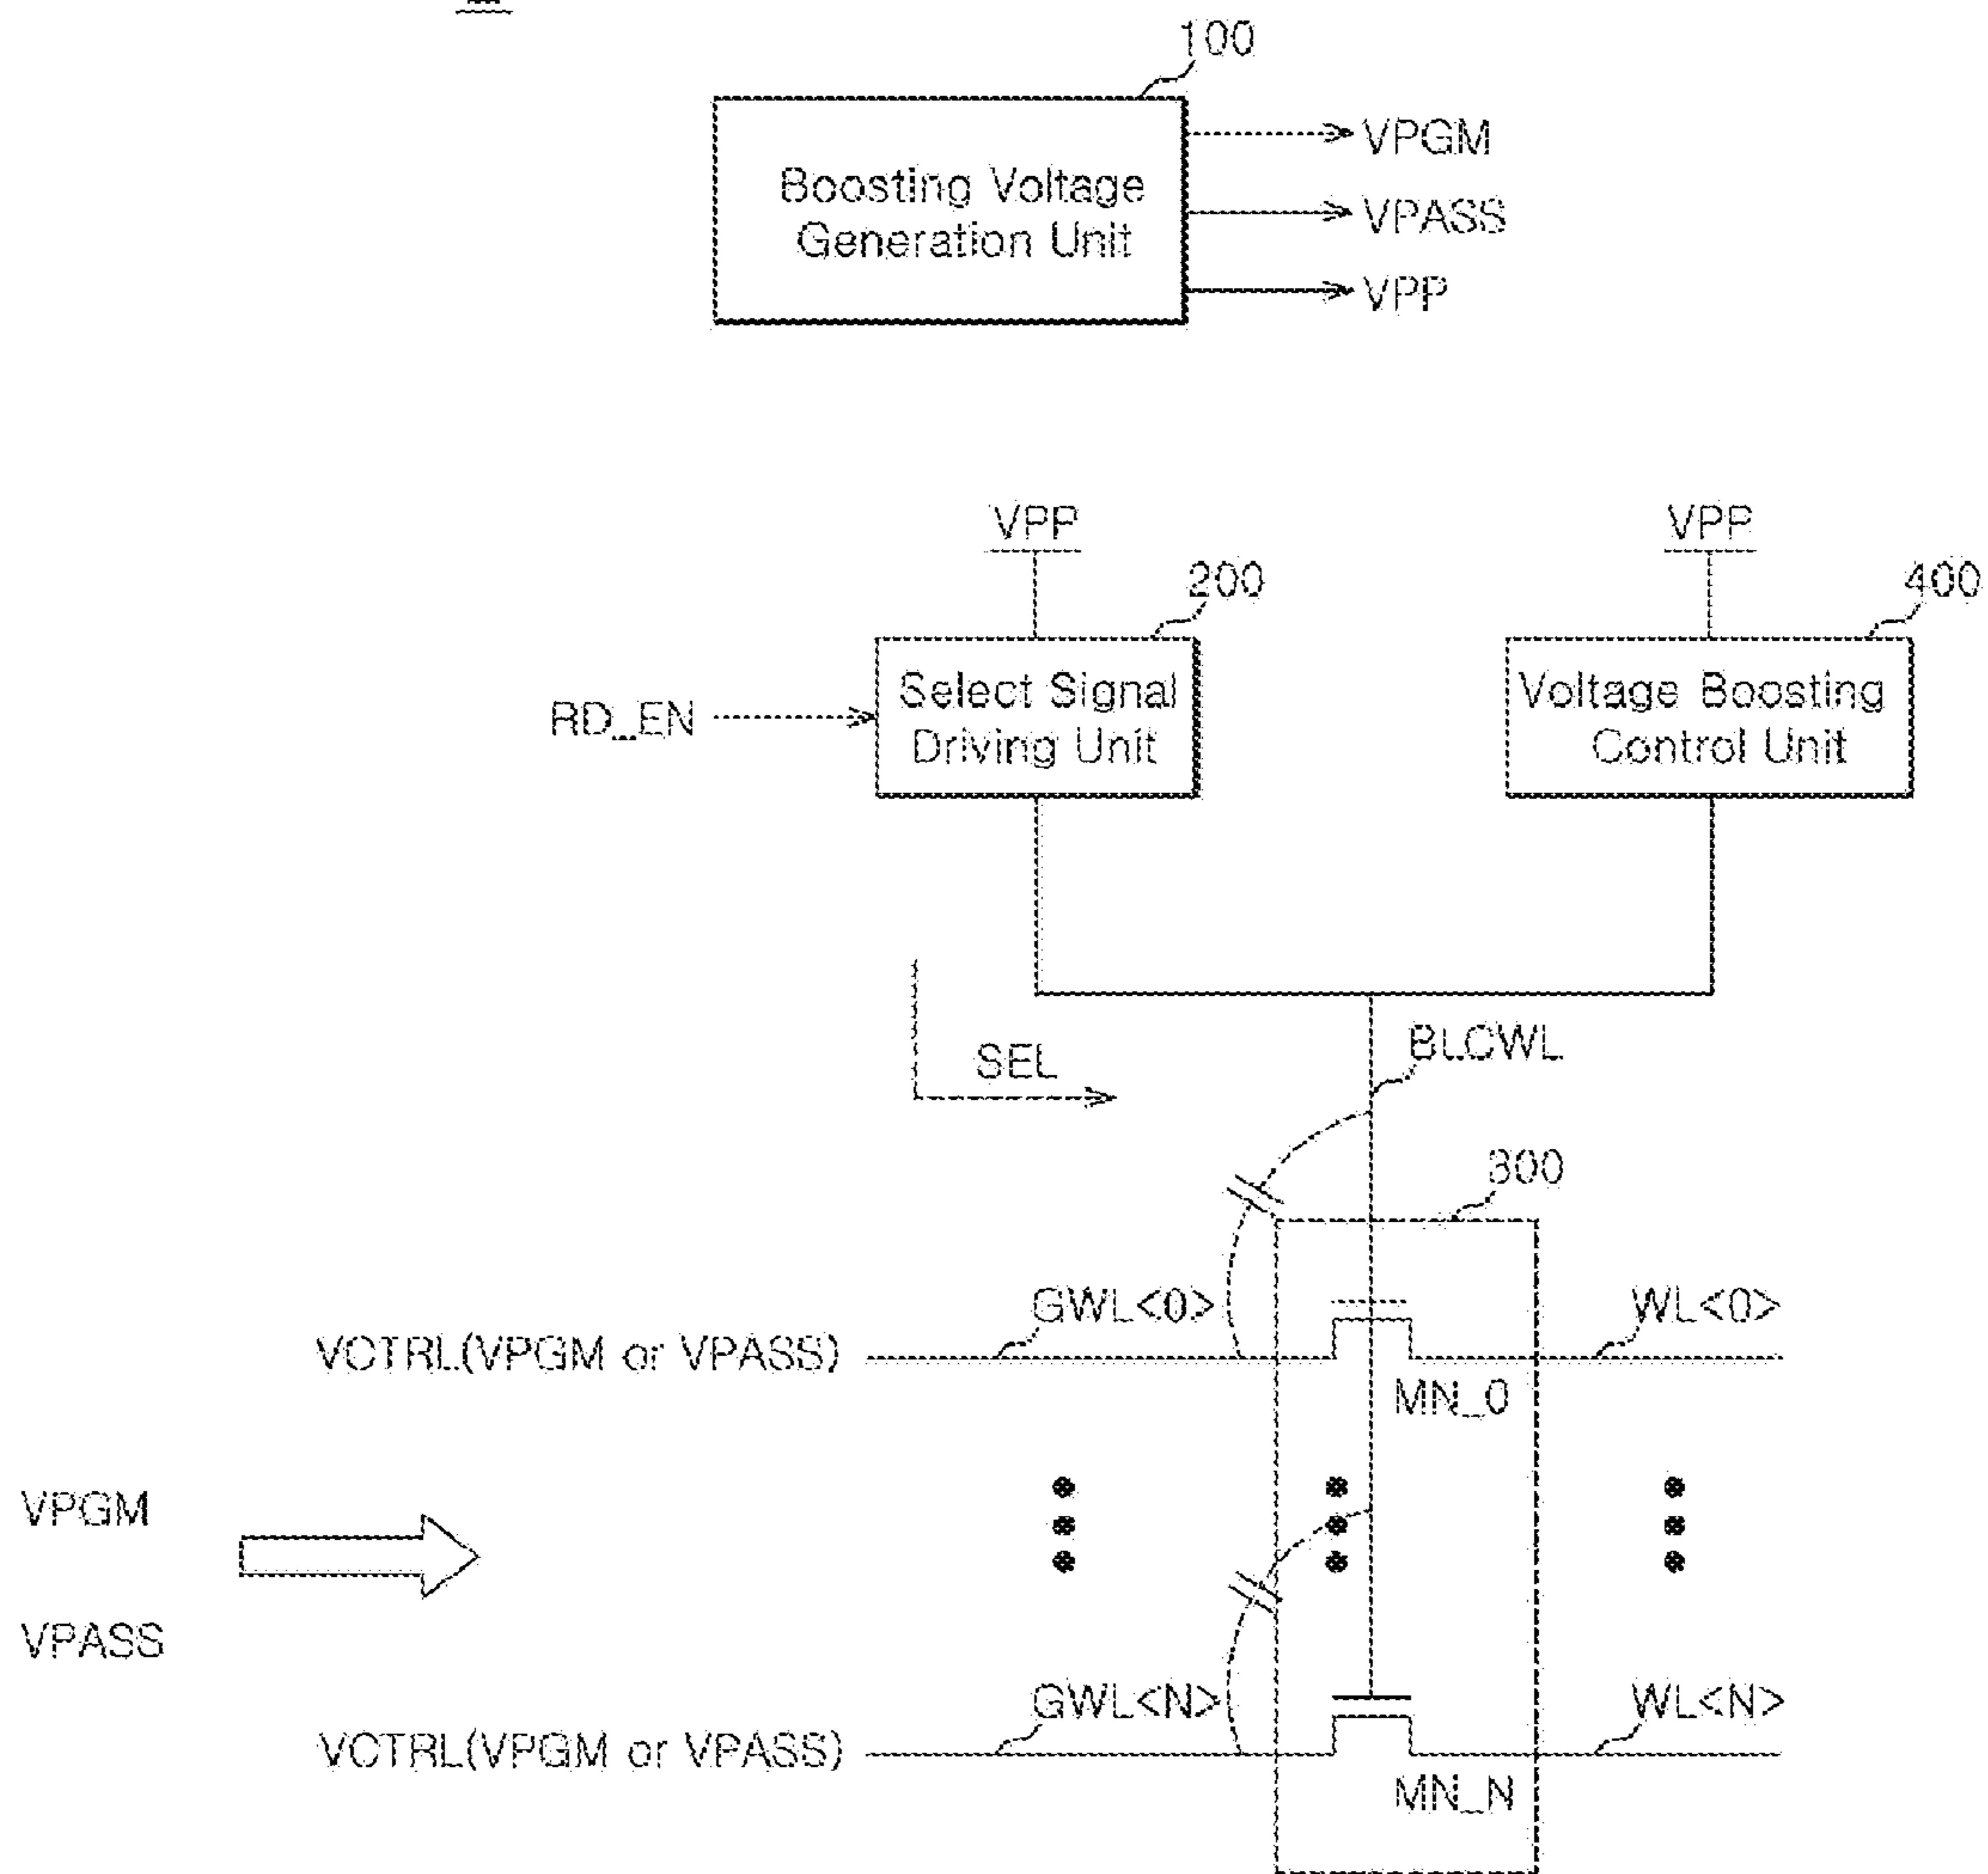 100
Boosting Voltage
Generation Unit
VPGM
VPASS
VPP
VPP
VPP
200
400
RD_EN
Select Signal
Driving Unit
Voltage Boosting
Control Unit
SEL
BLCWL
300
GWL<0>
WL<0>
VCTRL(VPGM or VPASS)
MN_0
VPGM
VPASS
GWL<N>
WL<N>
VCTRL(VPGM or VPASS)
MN_N